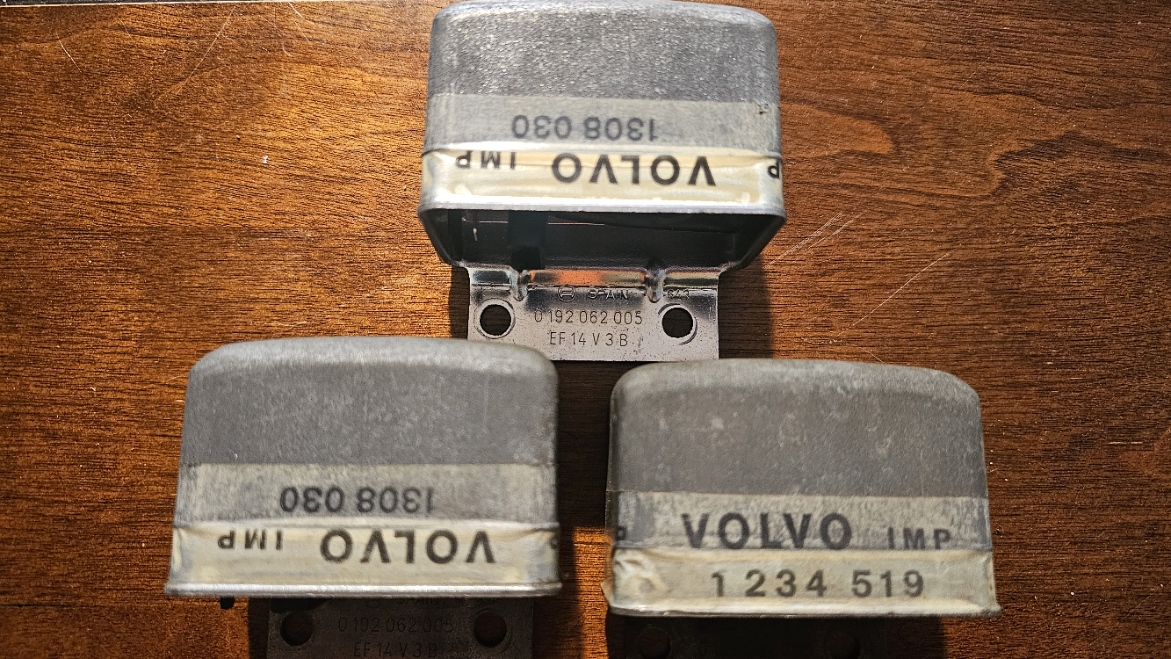 1308 030
VOLVO IMP
P
SPAIN
0 192 062 005
EF 14 V 3 B
1308 030
VOLVO IMP
P
VOLVO IMP
1 234 519
0 192 062 005
EF 14 V 3 B